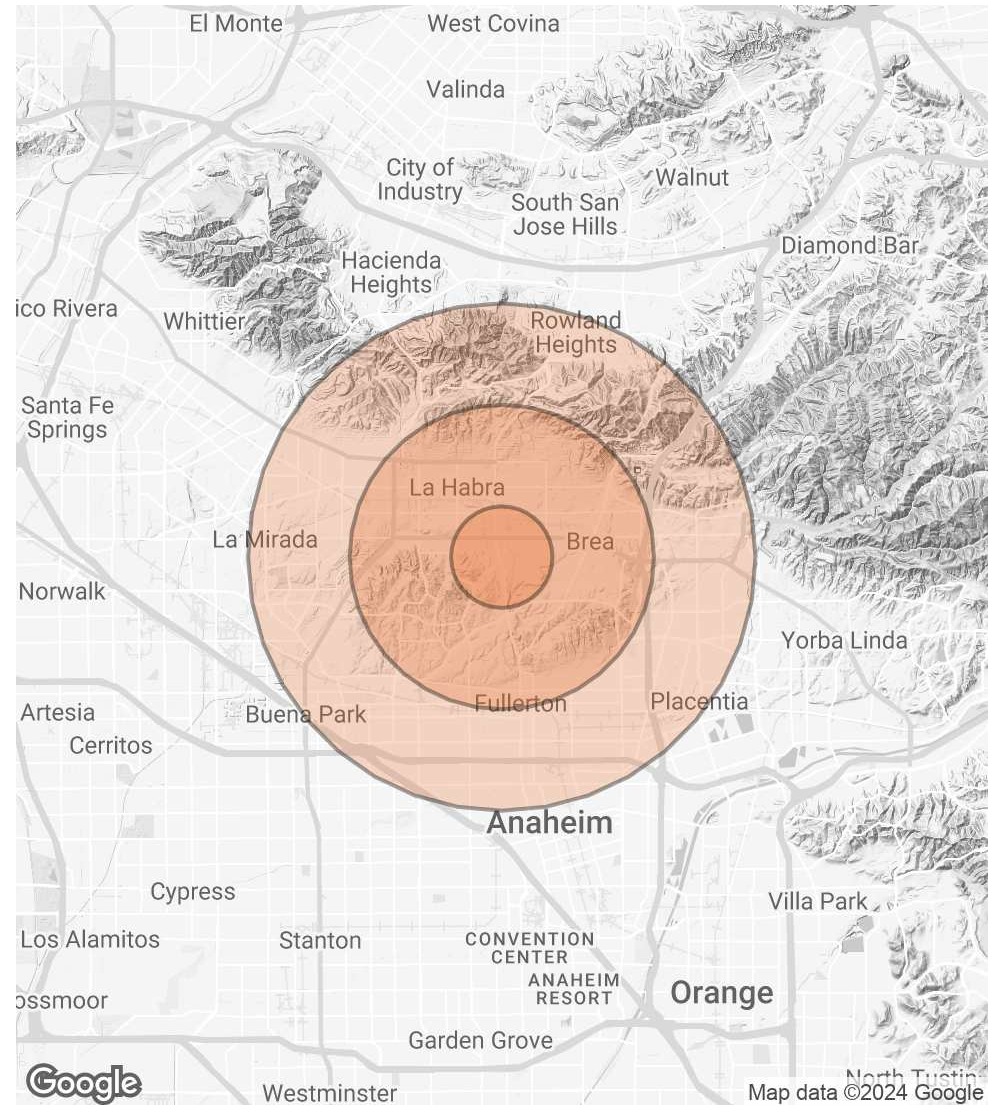 El Monte
West Covina
Valinda
City of
Industry
Walnut
South San
Jose Hills
Diamond Bar
Hacienda
Heights
ico Rivera
Whittier
Rowland
Heights
Santa Fe
Springs
La Habra
La Mirada
Brea
Norwalk
Yorba Linda
Artesia
Buena Park
Fullerton
Placentia
Cerritos
Anaheim
Cypress
Villa Park
Los Alamitos
Stanton
CONVENTION
CENTER
ANAHEIM
RESORT
Orange
ossmoor
Garden Grove
Google
Westminster
North Tustin
Map data ©2024 Google